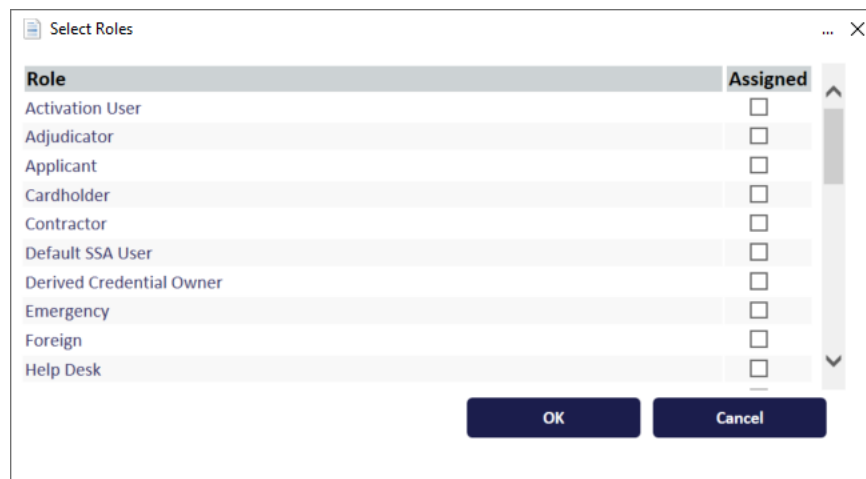 Select Roles ...
Role Assigned
Activation User
Adjudicator
Applicant
Cardholder
Contractor
Default SSA User
Derived Credential Owner
Emergency
Foreign
Help Desk
OK Cancel